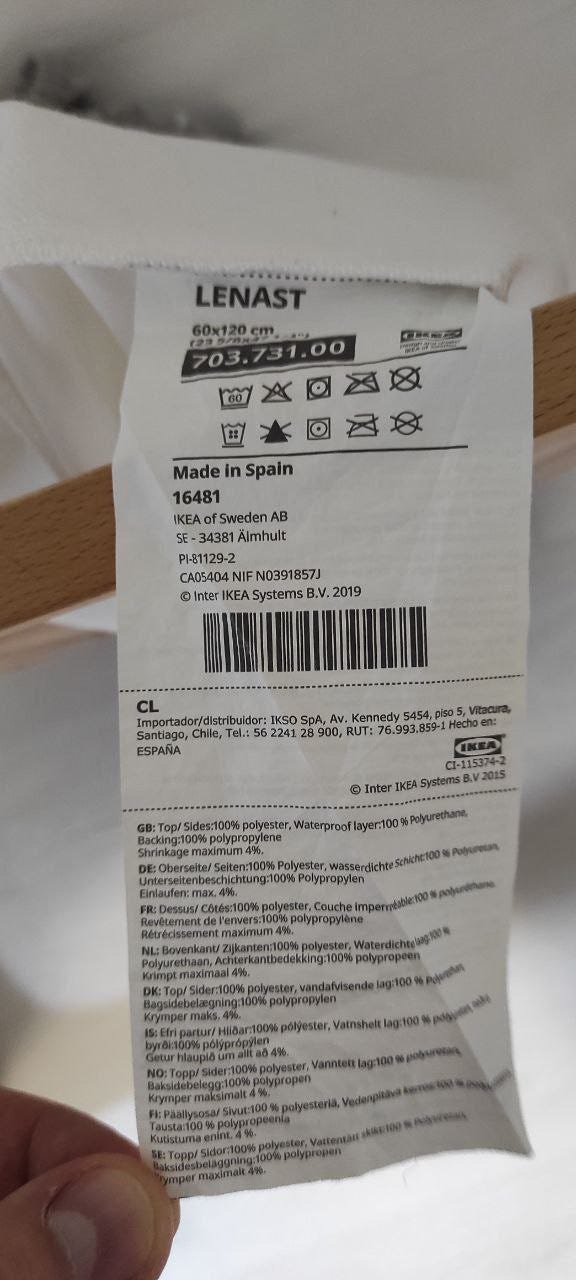 LENAST
60x120 cm
703.731.00
IKEA
60
Made in Spain
16481
IKEA of Sweden AB
SE - 34381 Älmhult
PI-81129-2
CA05404 NIF N0391857J
© Inter IKEA Systems B.V. 2019
CL
Importador/distribuidor: IKSO SpA, Av. Kennedy 5454, piso 5, Vitacura,
Santiago, Chile, Tel.: 56 2241 28 900, RUT: 76.993.859-1 Hecho en:
ESPAÑA
IKEA
CI-115374-2
© Inter IKEA Systems B.V 2015
GB: Top/ Sides:100% polyester, Waterproof layer:100 % Polyurethane,
Backing:100% polypropylene
Shrinkage maximum 4%.
DE: Oberseite/ Seiten:100% Polyester, wasserdichte Schicht:100 % Polyuretan,
Unterseitenbeschichtung:100% Polypropylen
Einlaufen: max. 4%.
FR: Dessus/ Côtés:100% polyester, Couche imperméable:100 % polyuréthane,
Revêtement de l'envers:100% polypropylène
Rétrécissement maximum 4%.
NL: Bovenkant/ Zijkanten:100% polyester, Waterdichte laag:100 %
Polyurethaan, Achterkantbedekking:100% polypropeen
Krimpt maximaal 4%.
DK: Top/ Sider:100% polyester, vandafvisende lag:100 % Polyuretan,
Bagsidebelægning:100% polypropylen
Krymper maks. 4%.
IS: Efri partur/ Hliðar:100% pólýester, Vatnshelt lag:100 %
byrði:100% pólýprópýlen
Getur hlaupið um allt að 4%.
NO: Topp/ Sider:100% polyester, Vanntett lag:100 % polyuretan,
Baksidebelegg:100% polypropen
Krymper maksimalt 4 %.
FI: Päällysosa/ Sivut:100 % polyesteriä, Vedenpitävä kerros:100 %
Tausta:100 % polypropeenia
Kutistuma enint. 4 %.
SE: Topp/ Sidor:100% polyester, Vattentätt skikt:100 % Polyuretan,
Baksidesbeläggning:100% polypropen
Krymper maximalt 4%.